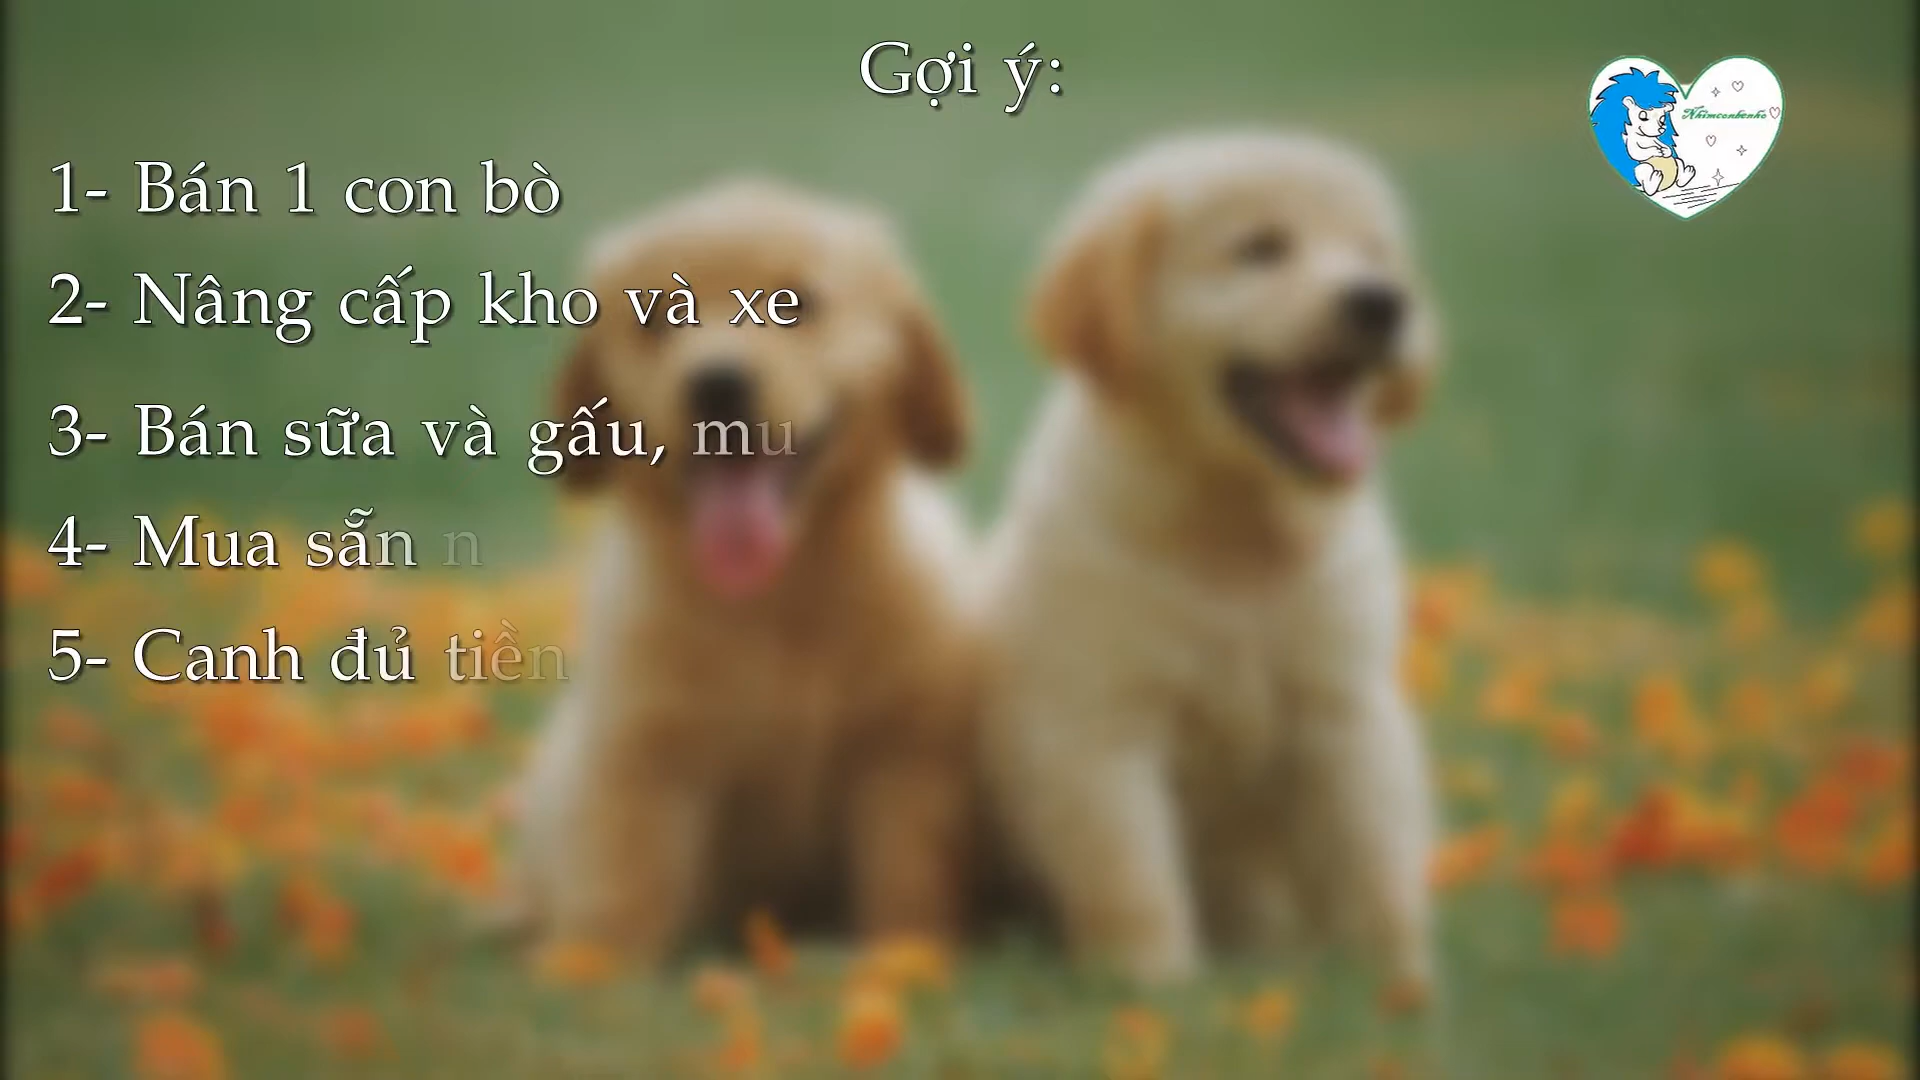 Gợi ý:
Nhimconbenho
1- Bán 1 con bò
2- Nâng cấp kho và xe
3- Bán sữa và gấu, mu
4- Mua sẵn n
5- Canh đủ tiền